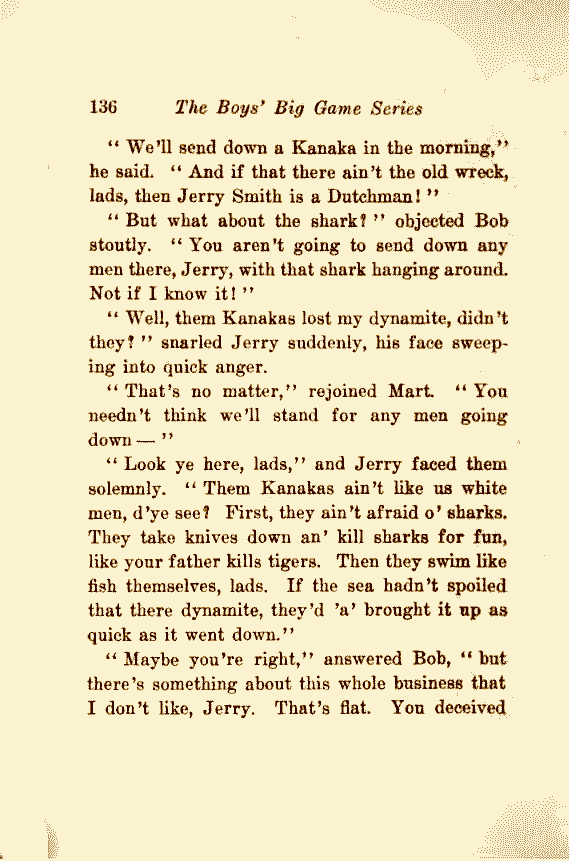 136 The Boys' Big Game Series
"We'll send down a Kanaka in the morning,"
he said. "And if that there ain't the old wreck,
lads, then Jerry Smith is a Dutchman!"
"But what about the shark?" objected Bob
stoutly. "You aren't going to send down any
men there, Jerry, with that shark hanging around.
Not if I know it!"
"Well, them Kanakas lost my dynamite, didn't
they?" snarled Jerry suddenly, his face sweep-
ing into quick anger.
"That's no matter," rejoined Mart. "You
needn't think we'll stand for any men going
down—"
"Look ye here, lads," and Jerry faced them
solemnly. "Them Kanakas ain't like us white
men, d'ye see? First, they ain't afraid o' sharks.
They take knives down an' kill sharks for fun,
like your father kills tigers. Then they swim like
fish themselves, lads. If the sea hadn't spoiled
that there dynamite, they'd 'a' brought it up as
quick as it went down."
"Maybe you're right," answered Bob, "but
there's something about this whole business that
I don't like, Jerry. That's flat. You deceived